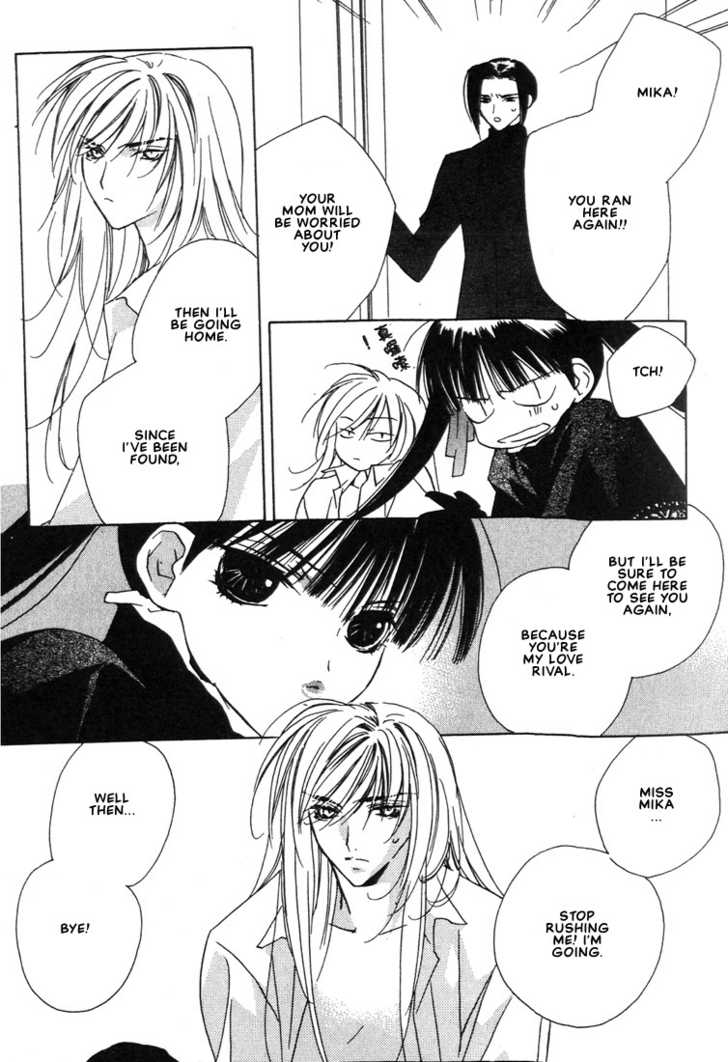 MIKA!
YOU RAN
HERE
AGAIN!!
YOUR
MOM WILL
BE WORRIED
ABOUT
YOU!
TCH!
THEN I'LL
BE GOING
HOME.
SINCE
I'VE BEEN
FOUND,
BUT I'LL BE
SURE TO
COME HERE
TO SEE YOU
AGAIN,
BECAUSE
YOU'RE
MY LOVE
RIVAL.
MISS
MIKA
...
STOP
RUSHING
ME! I'M
GOING.
WELL
THEN...
BYE!